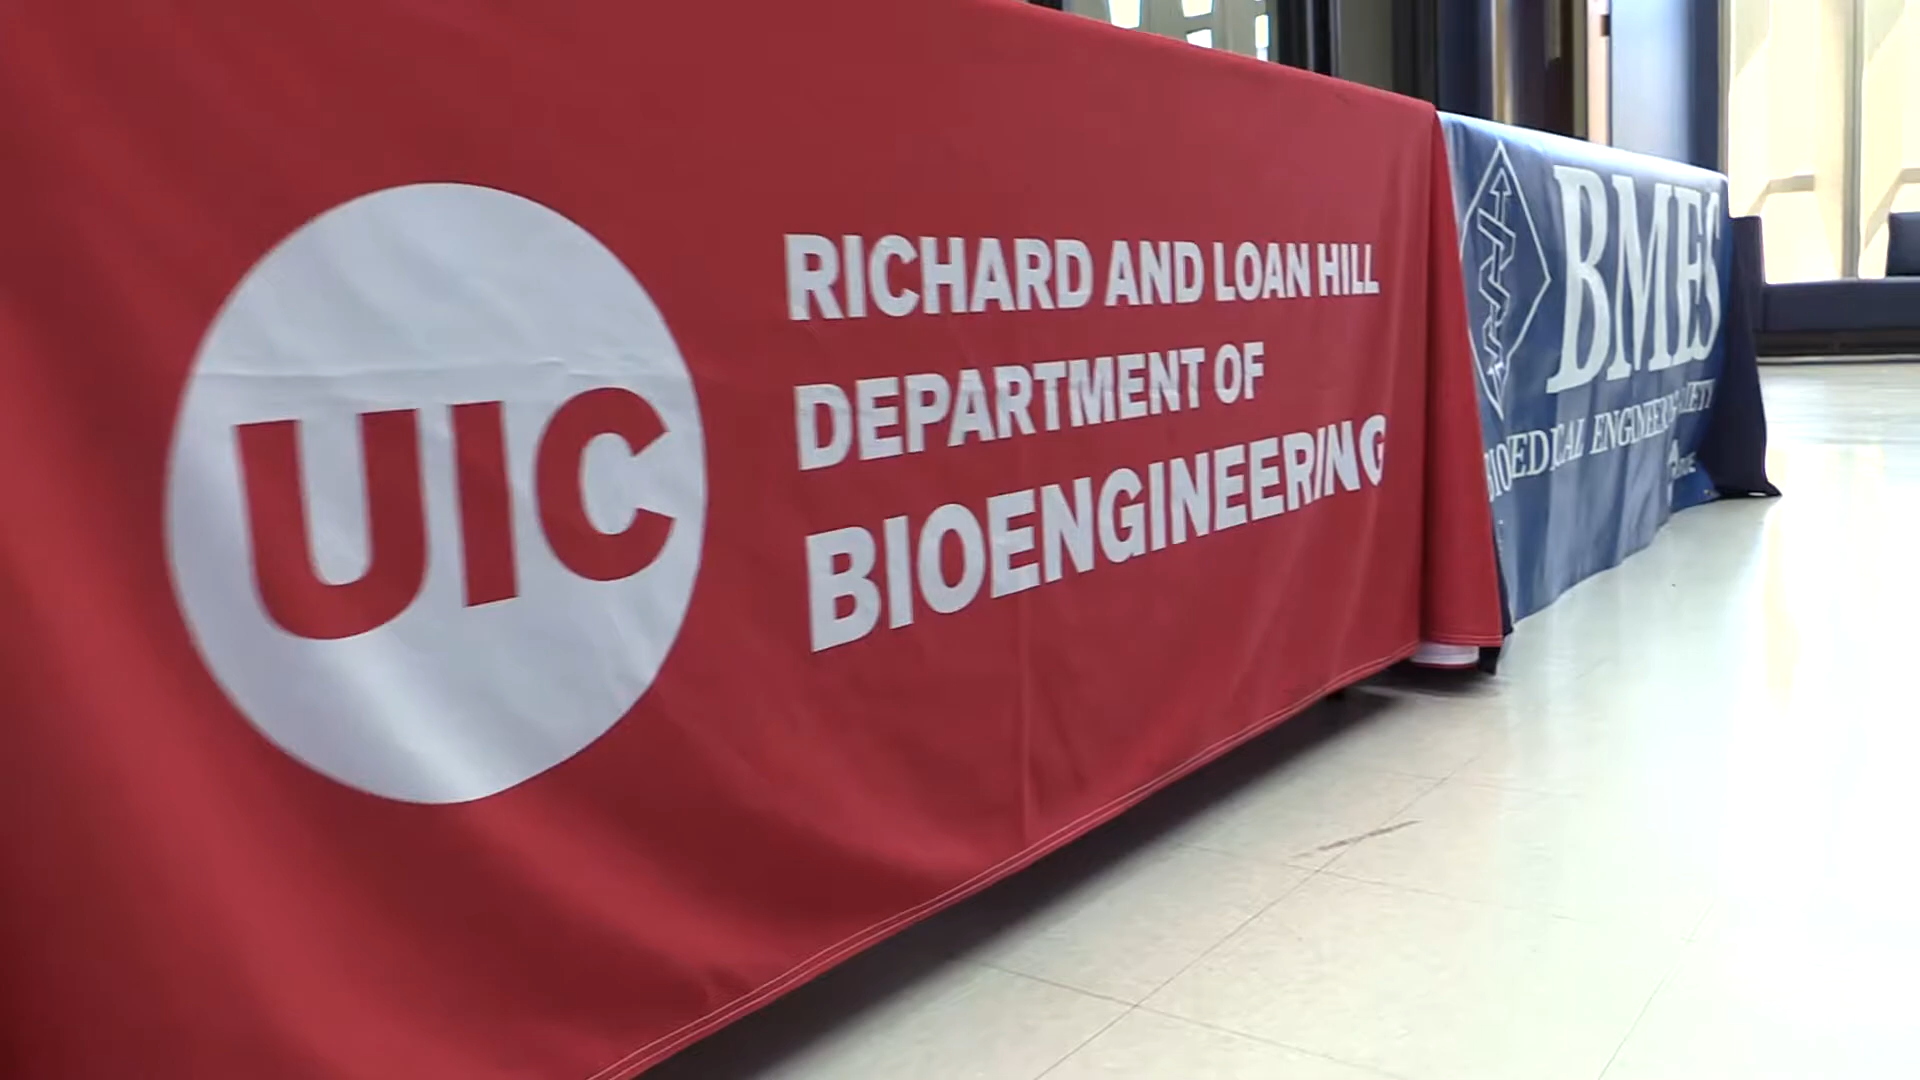 UIC
RICHARD AND LOAN HILL
DEPARTMENT OF
BIOENGINEERING
BMES